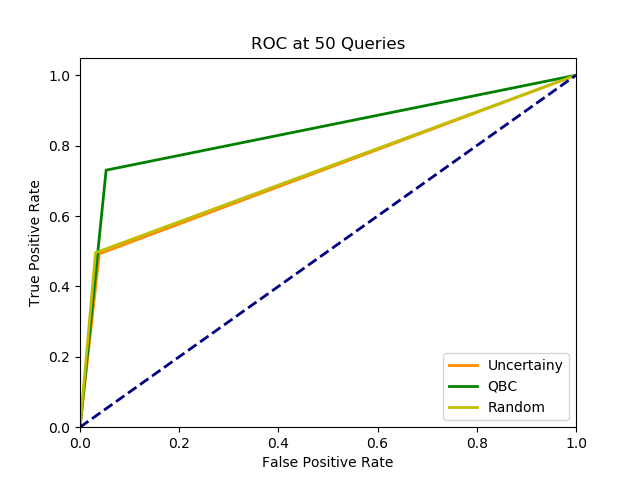 ROC at 50 Queries
True Positive Rate
1.0
0.8
0.6
0.4
0.2
0.0
0.0 0.2 0.4 0.6 0.8 1.0
False Positive Rate
Uncertainy
QBC
Random